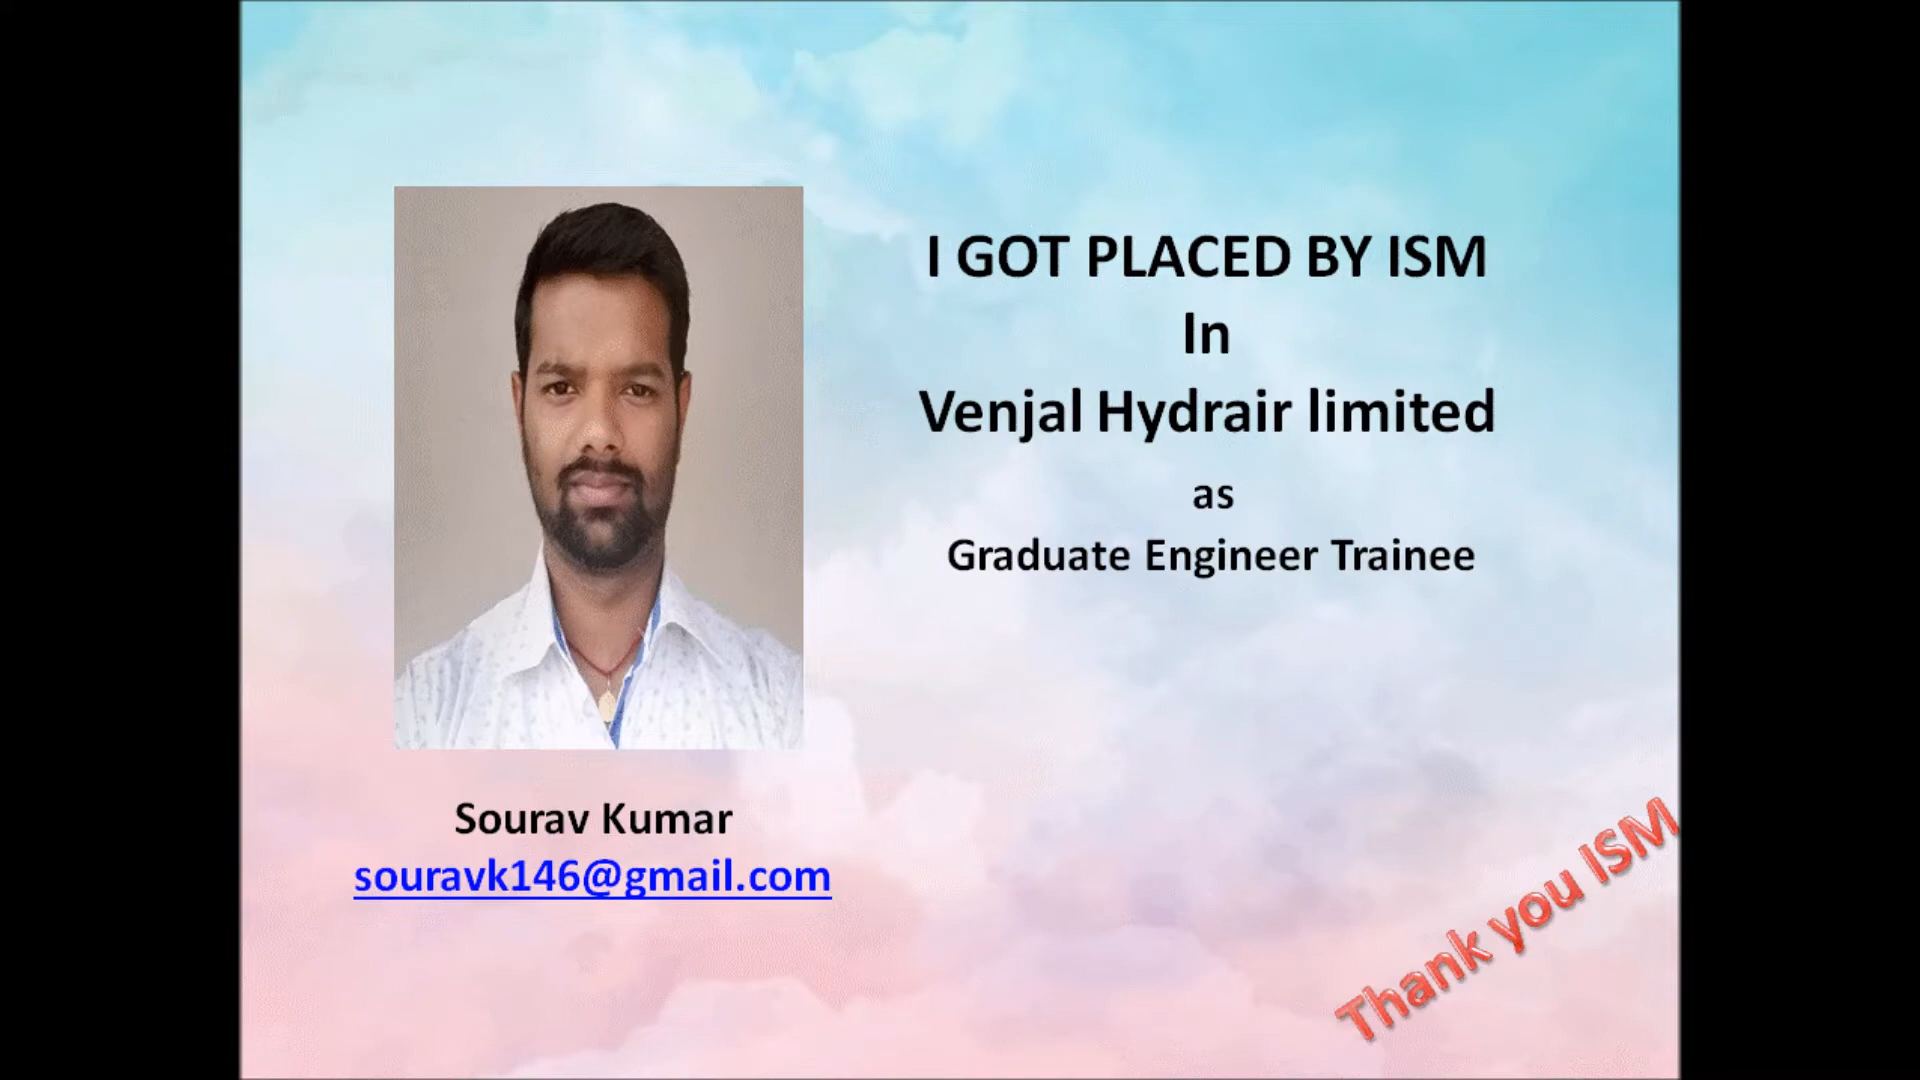 I GOT PLACED BY ISM
In
Venjal Hydrair limited
as
Graduate Engineer Trainee
Sourav Kumar
souravk146@gmail.com
Thank you ISM